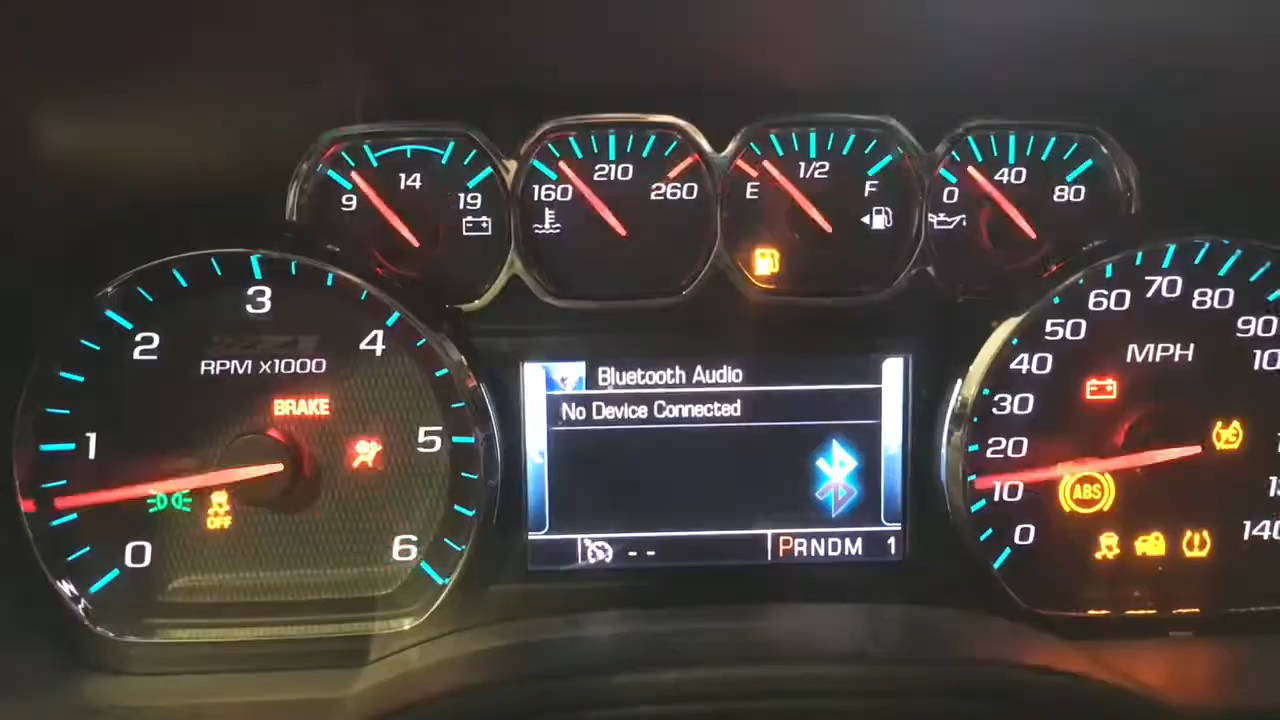 9 14 19
160 210 260
E 1/2 F
0 40 80
0 1 2 3 4 5 6
RPM X1000
BRAKE
OFF
Bluetooth Audio
No Device Connected
--
PRNDM 1
0 10 20 30 40 50 60 70 80 90
140
MPH
ABS